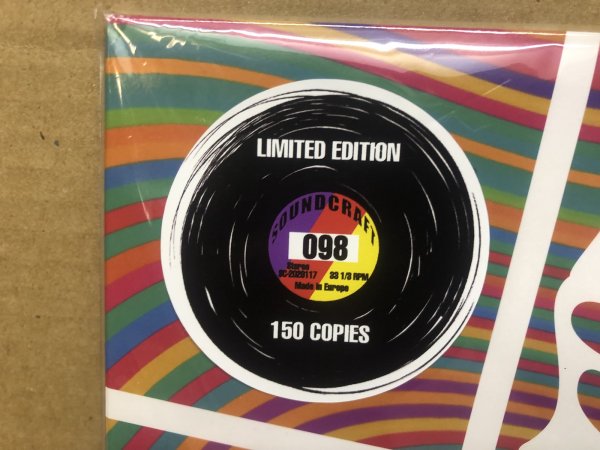 LIMITED EDITION
SOUNDCRAFT
098
Stereo
SC-2020117 33 1/3 RPM
Made in Europe
150 COPIES